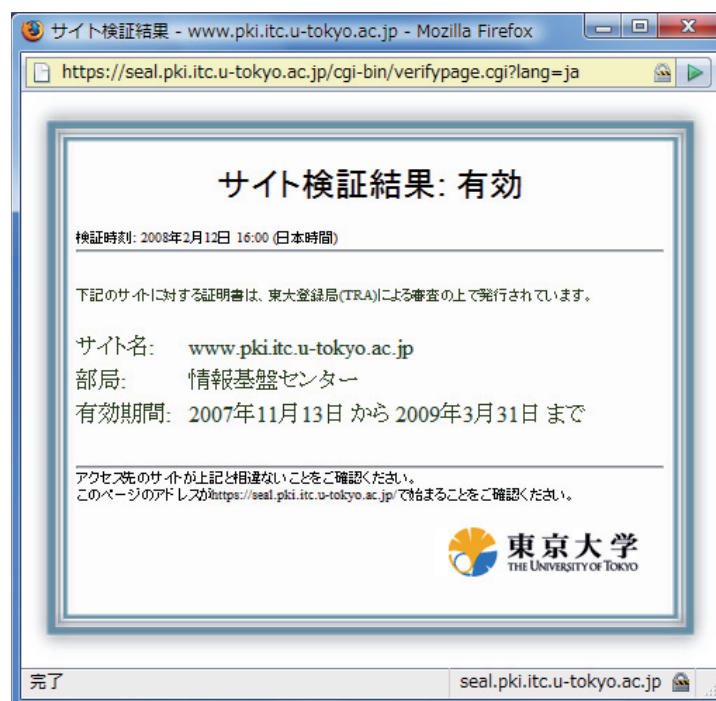 サイト検証結果 - www.pki.itc.u-tokyo.ac.jp - Mozilla Firefox
https://seal.pki.itc.u-tokyo.ac.jp/cgi-bin/verifypage.cgi?lang=ja
サイト検証結果: 有効
検証時刻: 2008年2月12日 16:00 (日本時間)
下記のサイトに対する証明書は、東大登録局(TRA)による審査の上で発行されています。
サイト名: www.pki.itc.u-tokyo.ac.jp
部局: 情報基盤センター
有効期間: 2007年11月13日 から 2009年3月31日 まで
アクセス先のサイトが上記と相違ないことをご確認ください。
このページのアドレスがhttps://seal.pki.itc.u-tokyo.ac.jp/で始まることをご確認ください。
東京大学
THE UNIVERSITY OF TOKYO
完了 seal.pki.itc.u-tokyo.ac.jp